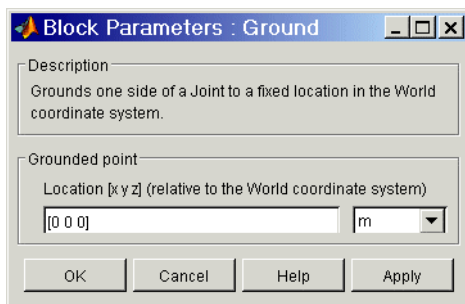 Block Parameters : Ground
Description
Grounds one side of a Joint to a fixed location in the World
coordinate system.
Grounded point
Location [x y z] (relative to the World coordinate system)
[0 0 0] m
OK Cancel Help Apply